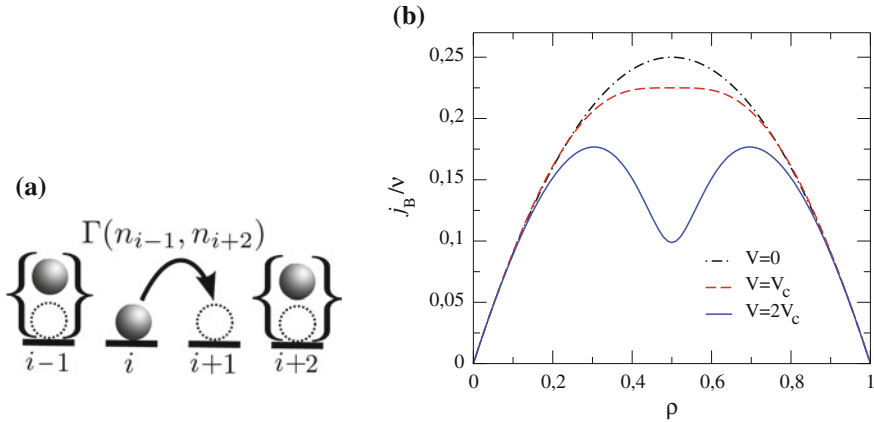 (a)
Γ(n_{i−1}, n_{i+2})
i−1 i i+1 i+2
(b)
j_B/ν
0,25
0,2
0,15
0,1
0,05
0
V=0
V=V_c
V=2V_c
0 0,2 0,4 0,6 0,8 1
ρ